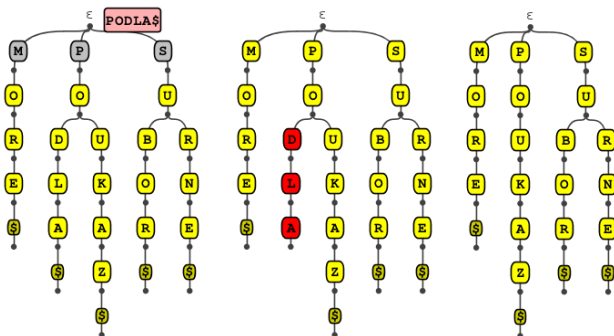 ε PODLA$ ε ε
M P S M P S M P S
O O U O O U O O U
R D U B R R D U B R R U B R
E L K O N E L K O N E K O N
$ A A R E $ A A R E $ A R E
$ Z $ $ Z $ $ Z $ $
$ $ $